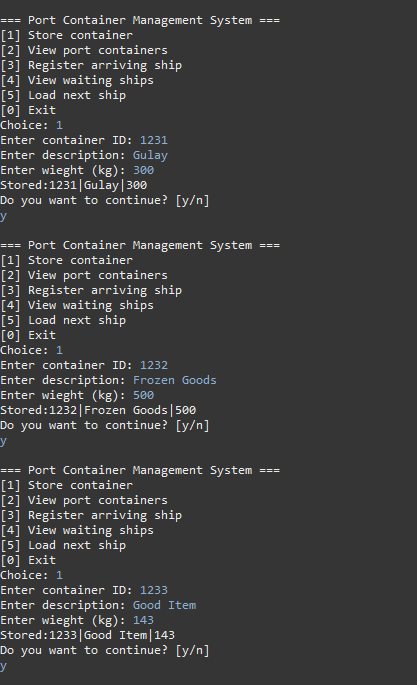 === Port Container Management System ===
[1] Store container
[2] View port containers
[3] Register arriving ship
[4] View waiting ships
[5] Load next ship
[0] Exit
Choice: 1
Enter container ID: 1231
Enter description: Gulay
Enter wieght (kg): 300
Stored:1231|Gulay|300
Do you want to continue? [y/n]
y
=== Port Container Management System ===
[1] Store container
[2] View port containers
[3] Register arriving ship
[4] View waiting ships
[5] Load next ship
[0] Exit
Choice: 1
Enter container ID: 1232
Enter description: Frozen Goods
Enter wieght (kg): 500
Stored:1232|Frozen Goods|500
Do you want to continue? [y/n]
y
=== Port Container Management System ===
[1] Store container
[2] View port containers
[3] Register arriving ship
[4] View waiting ships
[5] Load next ship
[0] Exit
Choice: 1
Enter container ID: 1233
Enter description: Good Item
Enter wieght (kg): 143
Stored:1233|Good Item|143
Do you want to continue? [y/n]
y